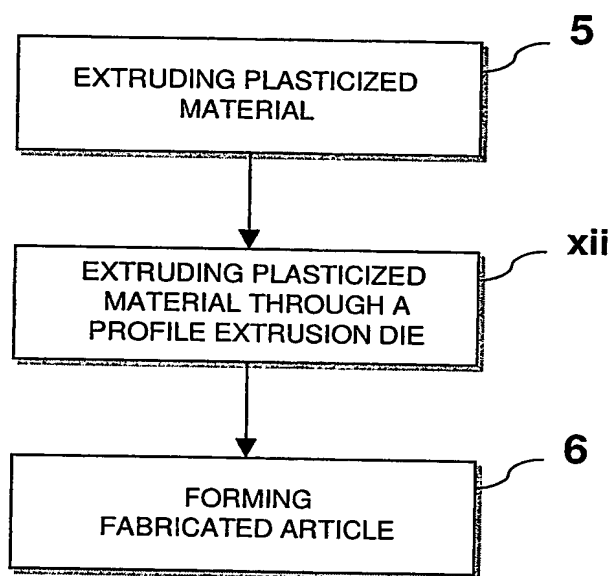 5
EXTRUDING PLASTICIZED
MATERIAL
xii
EXTRUDING PLASTICIZED
MATERIAL THROUGH A
PROFILE EXTRUSION DIE
6
FORMING
FABRICATED ARTICLE